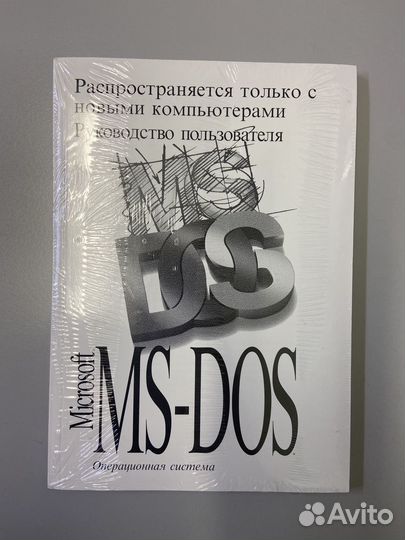 Распространяется только с
новыми компьютерами
Руководство пользователя
MS
DOS
Microsoft
MS-DOS
Операционная система
Avito